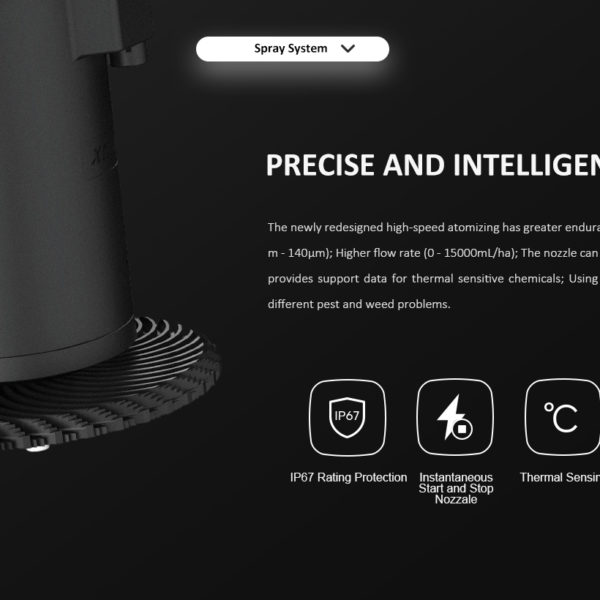 Spray System
PRECISE AND INTELLIGEN
The newly redesigned high-speed atomizing has greater endura
m - 140μm); Higher flow rate (0 - 15000mL/ha); The nozzle can
provides support data for thermal sensitive chemicals; Using
different pest and weed problems.
IP67
°C
IP67 Rating Protection
Instantaneous
Start and Stop
Nozzale
Thermal Sensin